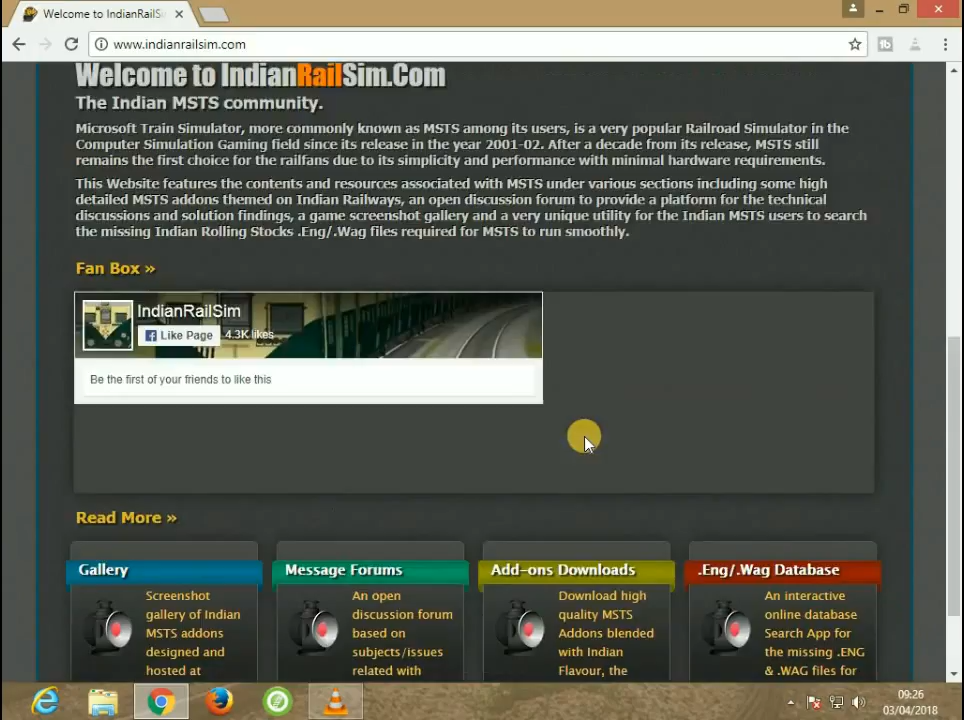 Welcome to IndianRailSi
www.indianrailsim.com
Welcome to IndianRailSim.Com
The Indian MSTS community.
Microsoft Train Simulator, more commonly known as MSTS among its users, is a very popular Railroad Simulator in the
Computer Simulation Gaming field since its release in the year 2001-02. After a decade from its release, MSTS still
remains the first choice for the railfans due to its simplicity and performance with minimal hardware requirements.
This Website features the contents and resources associated with MSTS under various sections including some high
detailed MSTS addons themed on Indian Railways, an open discussion forum to provide a platform for the technical
discussions and solution findings, a game screenshot gallery and a very unique utility for the Indian MSTS users to search
the missing Indian Rolling Stocks .Eng/.Wag files required for MSTS to run smoothly.
Fan Box »
IndianRailSim
Like Page 4.3K likes
Be the first of your friends to like this
Read More »
Gallery
Screenshot
gallery of Indian
MSTS addons
designed and
hosted at
Message Forums
An open
discussion forum
based on
subjects/issues
related with
Add-ons Downloads
Download high
quality MSTS
Addons blended
with Indian
Flavour, the
.Eng/.Wag Database
An interactive
online database
Search App for
the missing .ENG
& .WAG files for
09:26
03/04/2018